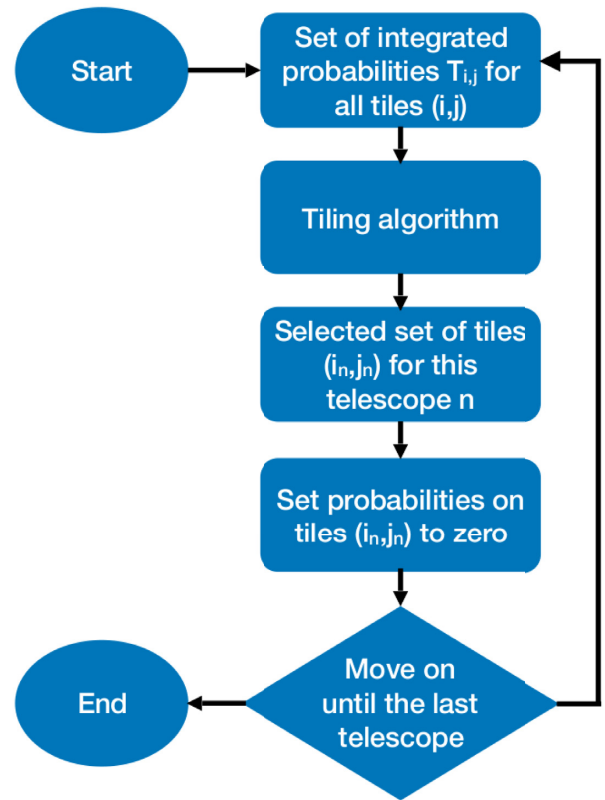 Start
Set of integrated
probabilities Tᵢ,ⱼ for
all tiles (i,j)
Tiling algorithm
Selected set of tiles
(iₙ,jₙ) for this
telescope n
Set probabilities on
tiles (iₙ,jₙ) to zero
Move on
until the last
telescope
End